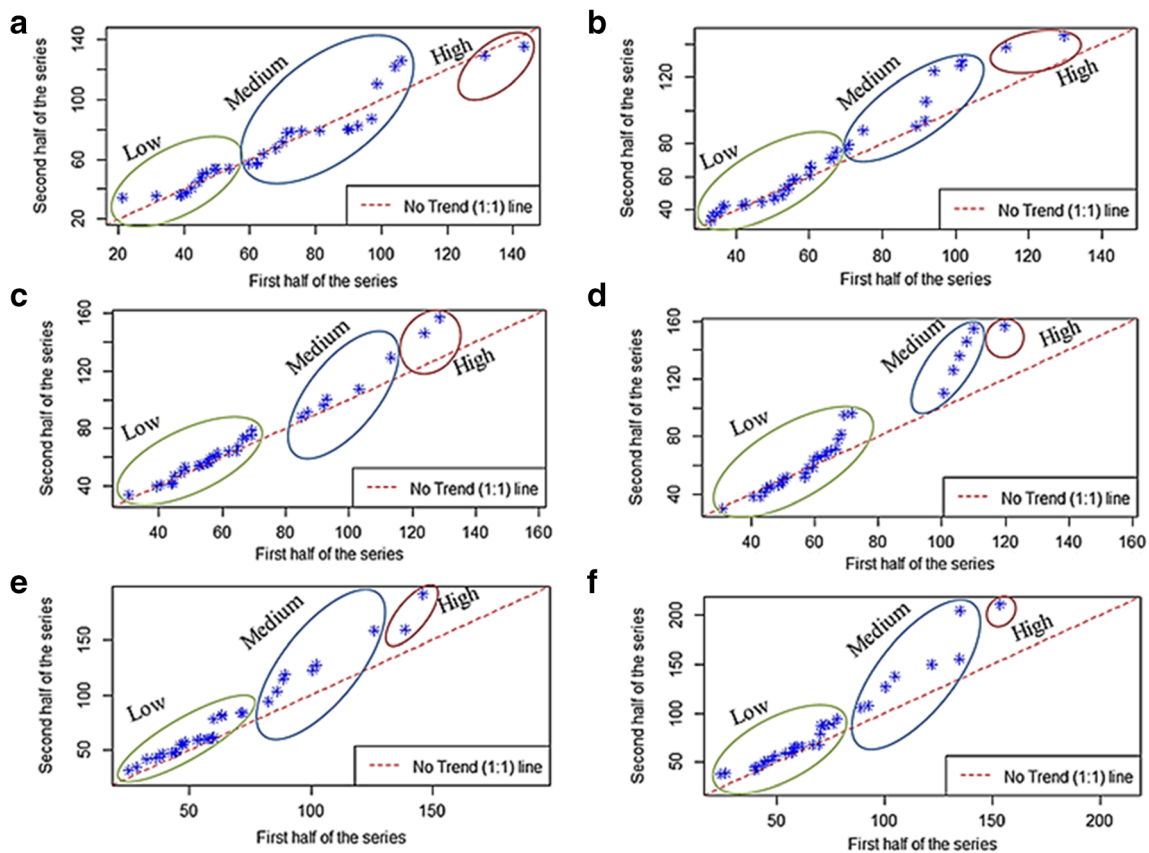 a
Second half of the series
140
100
60
20
Low
Medium
High
No Trend (1:1) line
20 40 60 80 100 120 140
First half of the series
b
Second half of the series
120
80
60
40
Low
Medium
High
No Trend (1:1) line
40 60 80 100 120 140
First half of the series
c
Second half of the series
160
120
80
40
Low
Medium
High
No Trend (1:1) line
40 60 80 100 120 140 160
First half of the series
d
Second half of the series
160
120
80
40
Low
Medium
High
No Trend (1:1) line
40 60 80 100 120 140 160
First half of the series
e
Second half of the series
150
100
50
Low
Medium
High
No Trend (1:1) line
50 100 150
First half of the series
f
Second half of the series
200
150
100
50
Low
Medium
High
No Trend (1:1) line
50 100 150 200
First half of the series